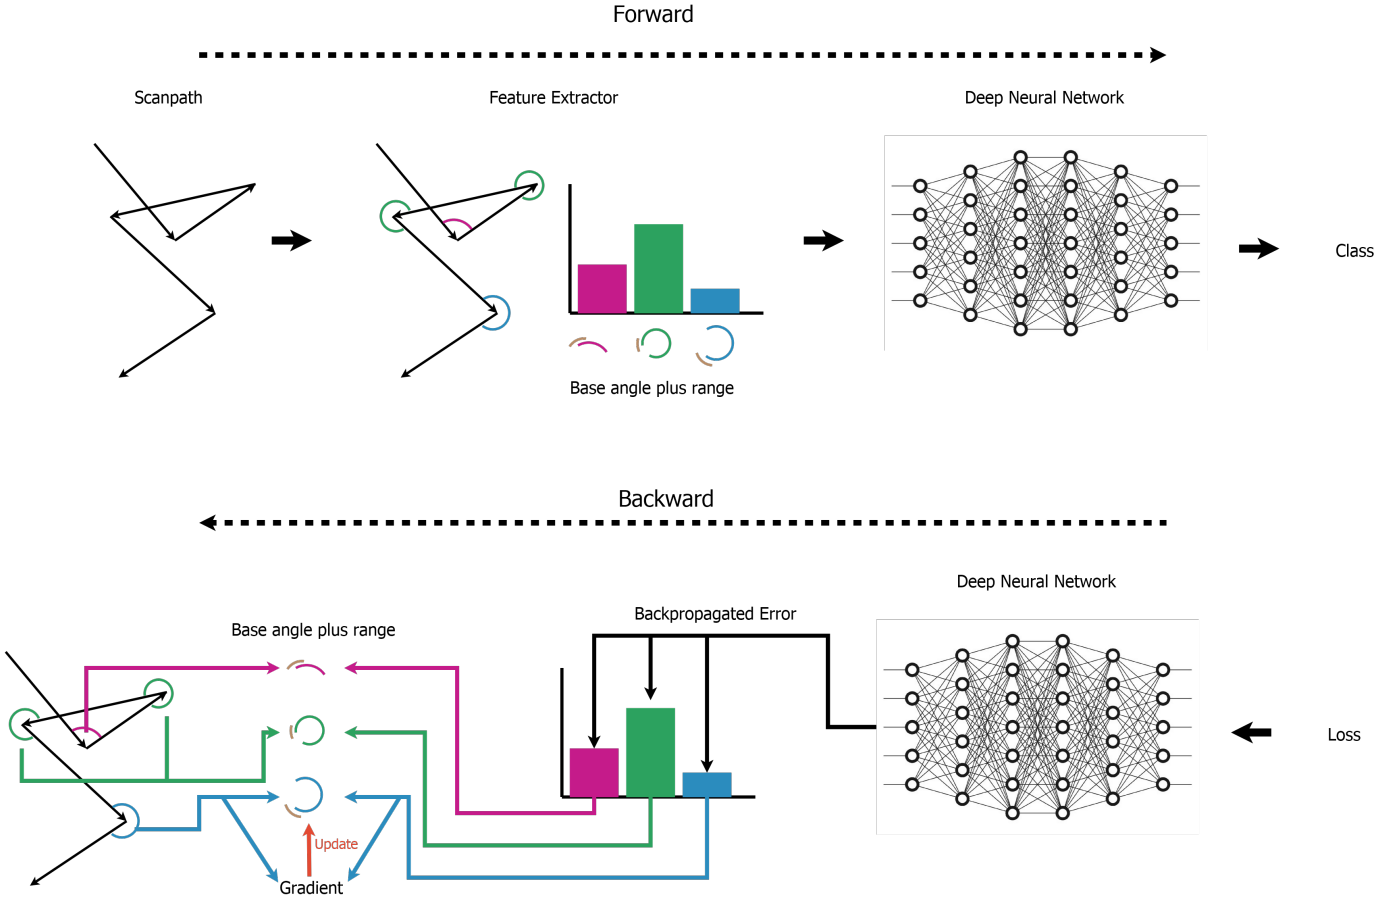 Forward
Scanpath
Feature Extractor
Deep Neural Network
Class
Base angle plus range
Backward
Deep Neural Network
Backpropagated Error
Base angle plus range
Loss
Update
Gradient